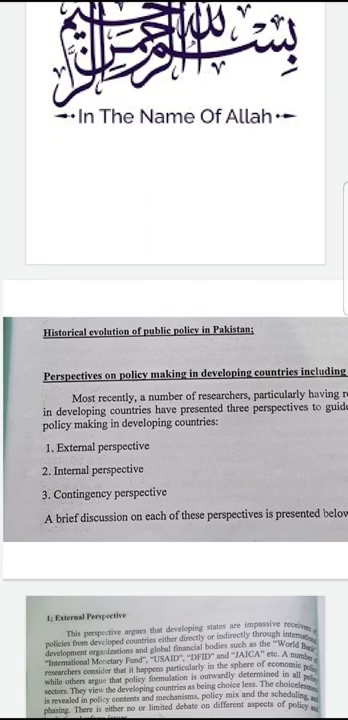 بسم الله الرحمن الرحيم
In The Name Of Allah
Historical evolution of public policy in Pakistan;
Perspectives on policy making in developing countries including
Most recently, a number of researchers, particularly having
in developing countries have presented three perspectives to guid
policy making in developing countries:
1. External perspective
2. Internal perspective
3. Contingency perspective
A brief discussion on each of these perspectives is presented below
1; External Perspective
This perspective argues that developing states are impassive receivers of
policies from developed countries either directly or indirectly through internationa
development organizations and global financial bodies such as the "World Bank
"International Monetary Fund", "USAID", "DFID" and "JAICA" etc. A number
researchers consider that it happens particularly in the sphere of economic
while others argue that policy formulation is outwardly determined in all
sectors. They view the developing countries as being choice less. The choiceless
is revealed in policy contents and mechanisms, policy mix and the scheduling,
phasing. There is either no or limited debate on different aspects of policy